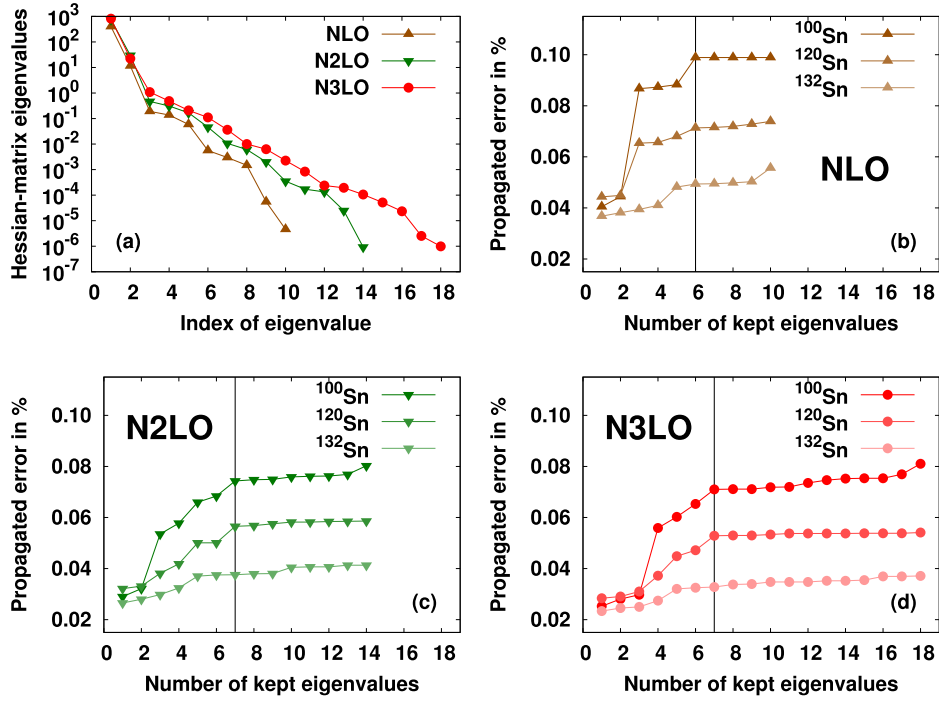 Hessian-matrix eigenvalues
10³
10²
10¹
10⁰
10⁻¹
10⁻²
10⁻³
10⁻⁴
10⁻⁵
10⁻⁶
10⁻⁷
NLO
N2LO
N3LO
(a)
0 2 4 6 8 10 12 14 16 18
Index of eigenvalue
Propagated error in %
0.10
0.08
0.06
0.04
0.02
¹⁰⁰Sn
¹²⁰Sn
¹³²Sn
NLO
(b)
0 2 4 6 8 10 12 14 16 18
Number of kept eigenvalues
Propagated error in %
0.10
0.08
0.06
0.04
0.02
N2LO
¹⁰⁰Sn
¹²⁰Sn
¹³²Sn
(c)
0 2 4 6 8 10 12 14 16 18
Number of kept eigenvalues
Propagated error in %
0.10
0.08
0.06
0.04
0.02
N3LO
¹⁰⁰Sn
¹²⁰Sn
¹³²Sn
(d)
0 2 4 6 8 10 12 14 16 18
Number of kept eigenvalues